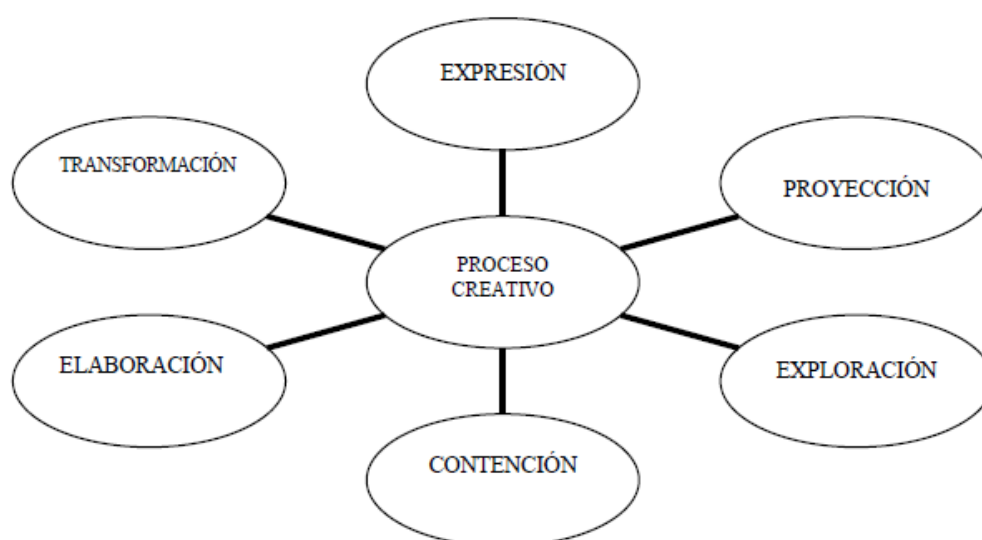 EXPRESIÓN
TRANSFORMACIÓN
PROYECCIÓN
PROCESO
CREATIVO
ELABORACIÓN
EXPLORACIÓN
CONTENCIÓN